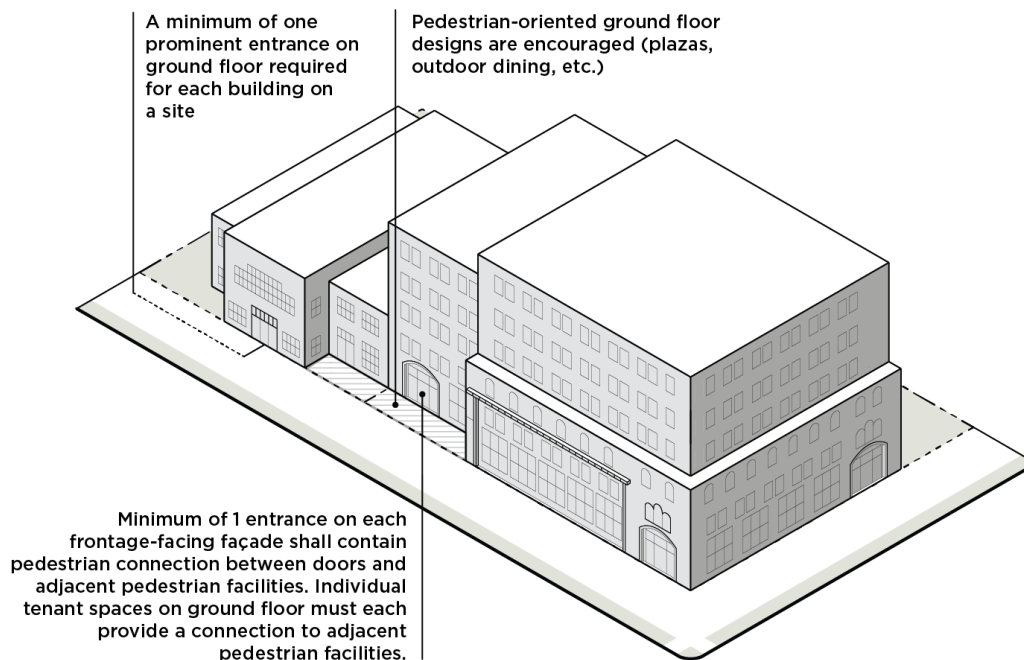 A minimum of one
prominent entrance on
ground floor required
for each building on
a site
Pedestrian-oriented ground floor
designs are encouraged (plazas,
outdoor dining, etc.)
Minimum of 1 entrance on each
frontage-facing façade shall contain
pedestrian connection between doors and
adjacent pedestrian facilities. Individual
tenant spaces on ground floor must each
provide a connection to adjacent
pedestrian facilities.